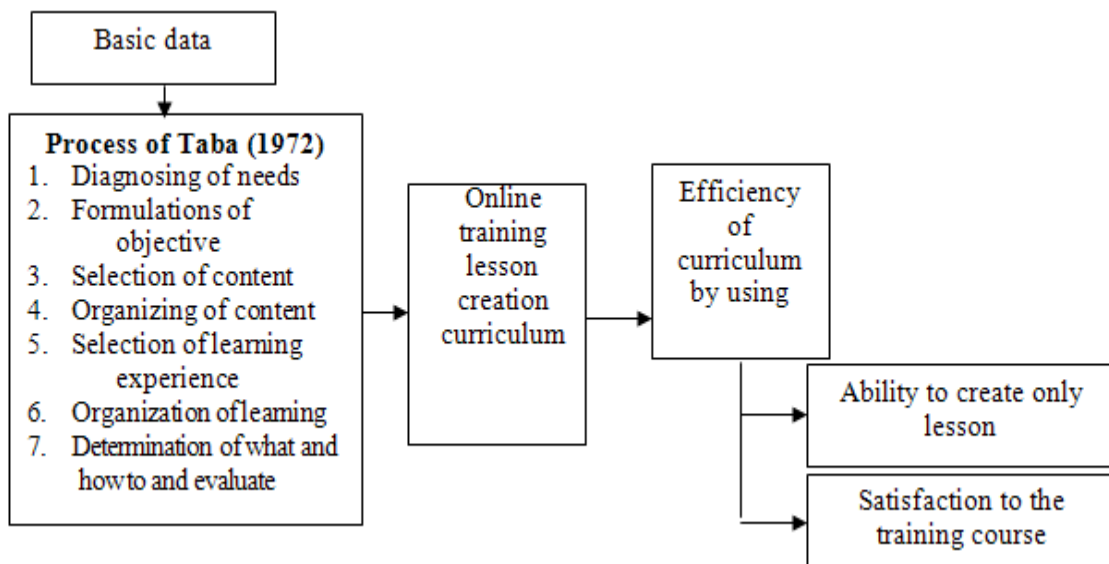 Basic data
Process of Taba (1972)
1. Diagnosing of needs
2. Formulations of
objective
3. Selection of content
4. Organizing of content
5. Selection of learning
experience
6. Organization of learning
7. Determination of what and
how to and evaluate
Online
training
lesson
creation
curriculum
Efficiency
of
curriculum
by using
Ability to create only
lesson
Satisfaction to the
training course